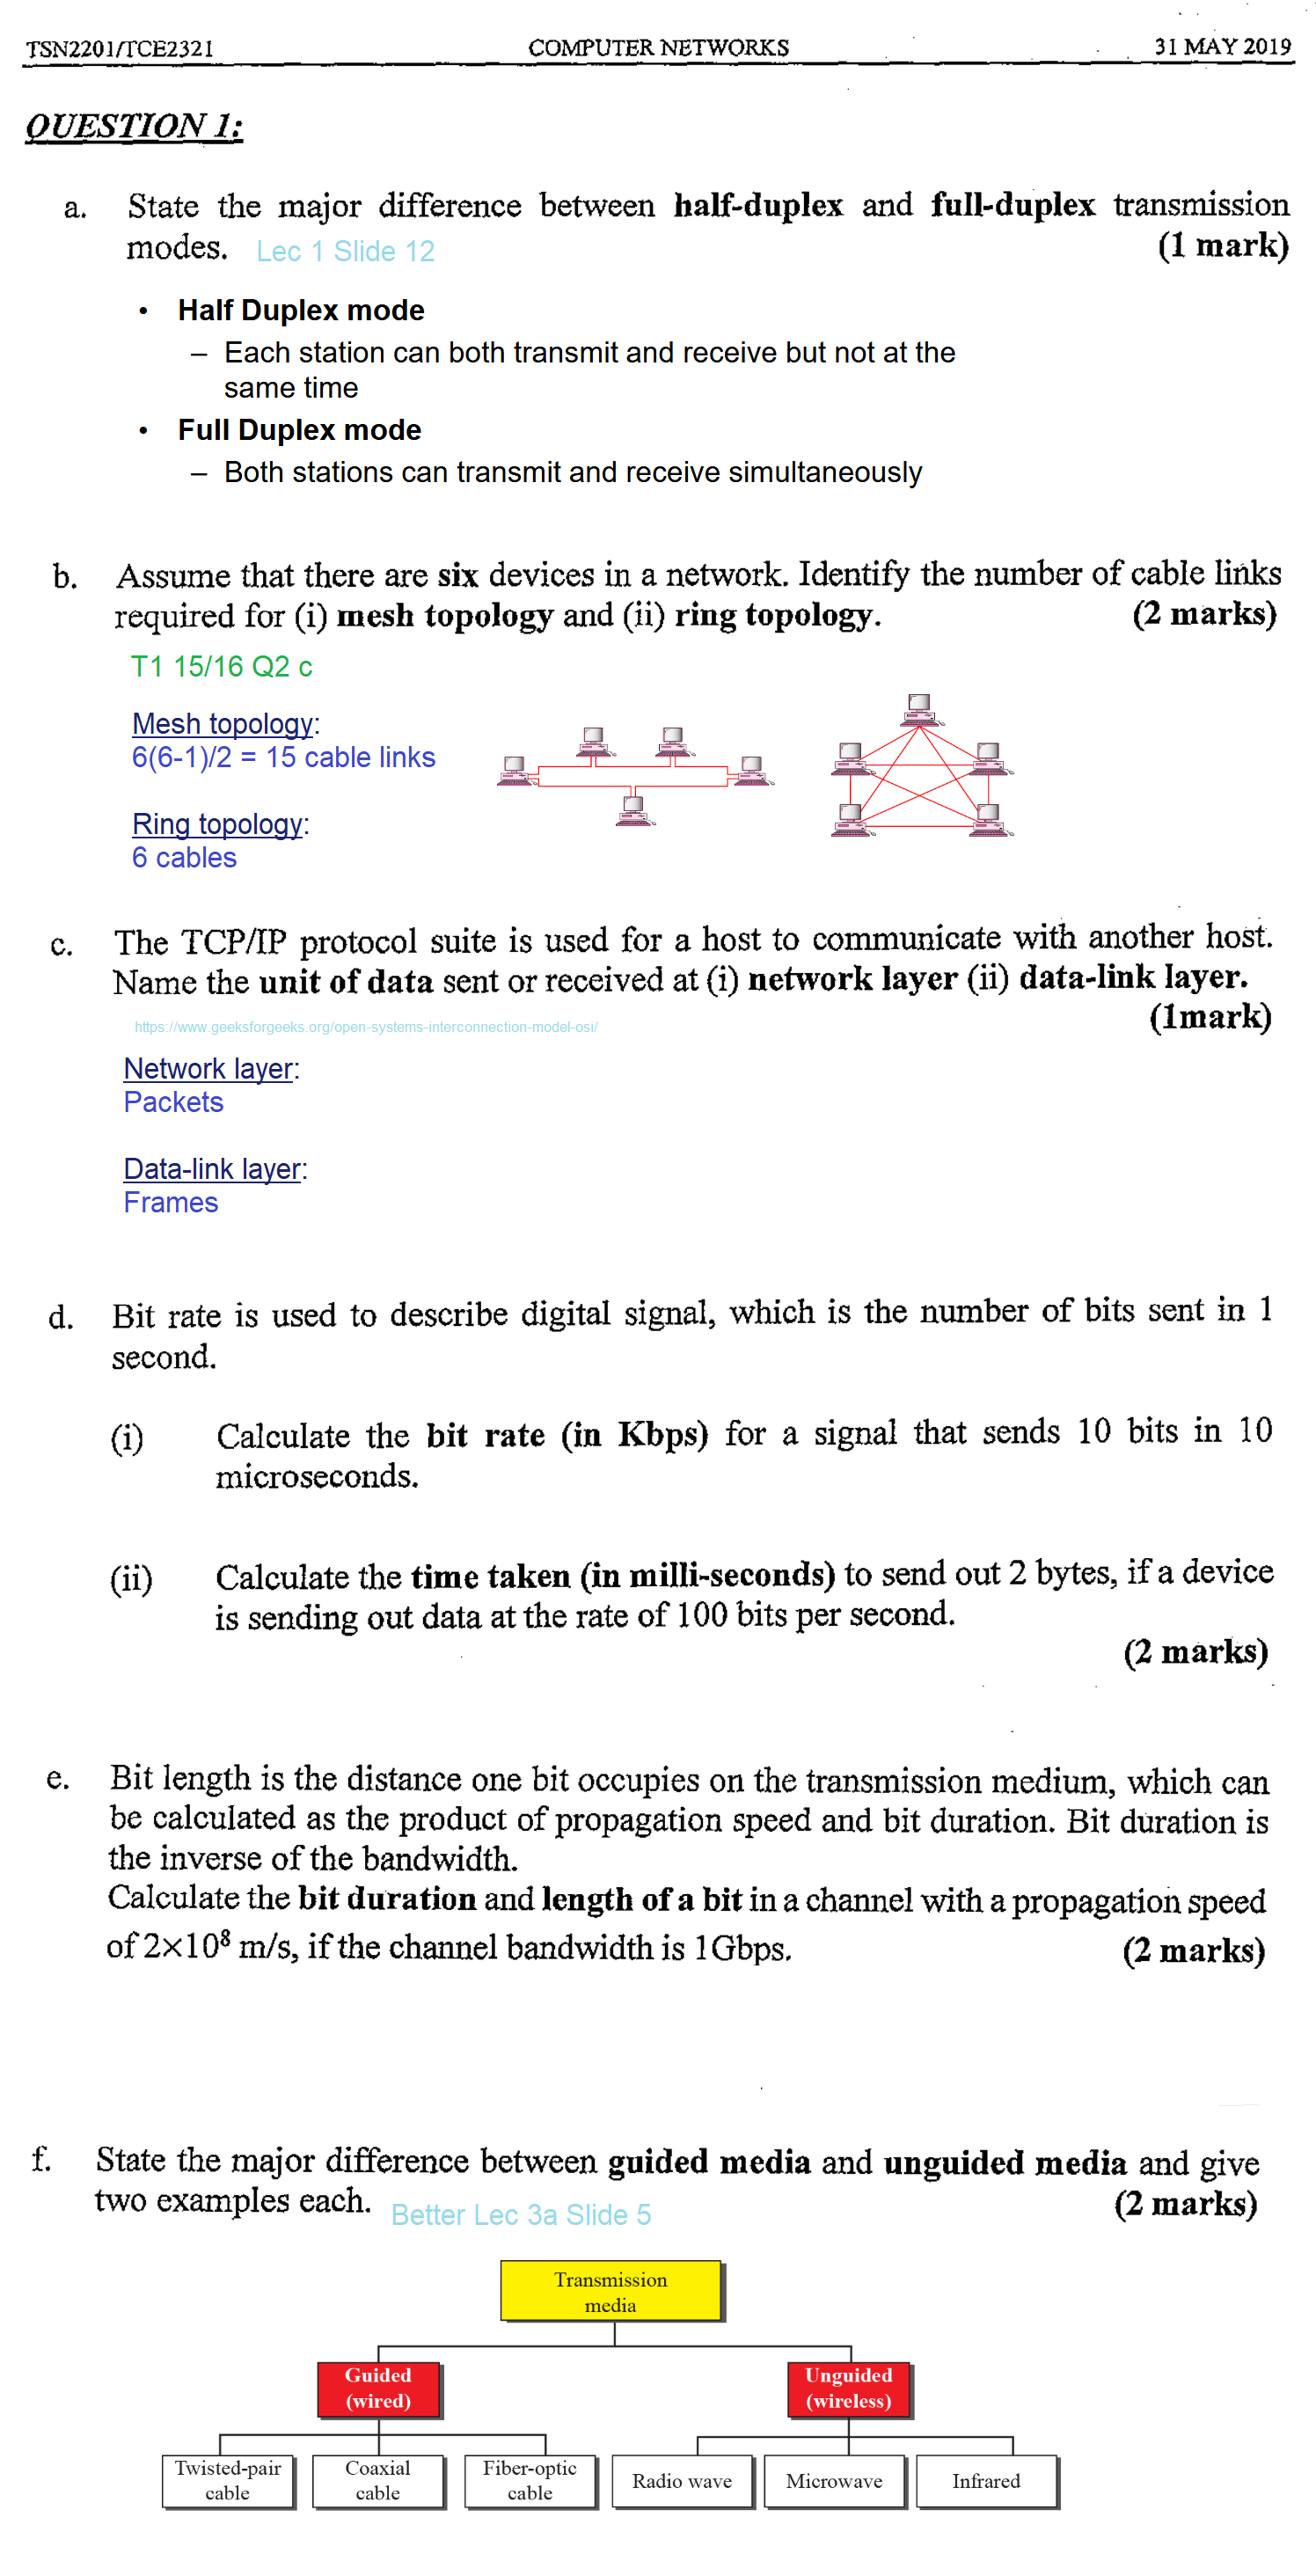 TSN2201/TCE2321 COMPUTER NETWORKS 31 MAY 2019
QUESTION 1:
a. State the major difference between half-duplex and full-duplex transmission
modes. Lec 1 Slide 12 (1 mark)
• Half Duplex mode
– Each station can both transmit and receive but not at the
same time
• Full Duplex mode
– Both stations can transmit and receive simultaneously
b. Assume that there are six devices in a network. Identify the number of cable links
required for (i) mesh topology and (ii) ring topology. (2 marks)
T1 15/16 Q2 c
Mesh topology:
6(6-1)/2 = 15 cable links
Ring topology:
6 cables
c. The TCP/IP protocol suite is used for a host to communicate with another host.
Name the unit of data sent or received at (i) network layer (ii) data-link layer.
(1mark)
https://www.geeksforgeeks.org/open-systems-interconnection-model-osi/
Network layer:
Packets
Data-link layer:
Frames
d. Bit rate is used to describe digital signal, which is the number of bits sent in 1
second.
(i) Calculate the bit rate (in Kbps) for a signal that sends 10 bits in 10
microseconds.
(ii) Calculate the time taken (in milli-seconds) to send out 2 bytes, if a device
is sending out data at the rate of 100 bits per second.
(2 marks)
e. Bit length is the distance one bit occupies on the transmission medium, which can
be calculated as the product of propagation speed and bit duration. Bit duration is
the inverse of the bandwidth.
Calculate the bit duration and length of a bit in a channel with a propagation speed
of 2×10⁸ m/s, if the channel bandwidth is 1Gbps. (2 marks)
f. State the major difference between guided media and unguided media and give
two examples each. Better Lec 3a Slide 5 (2 marks)
Transmission
media
Guided
(wired)
Unguided
(wireless)
Twisted-pair
cable
Coaxial
cable
Fiber-optic
cable
Radio wave
Microwave
Infrared